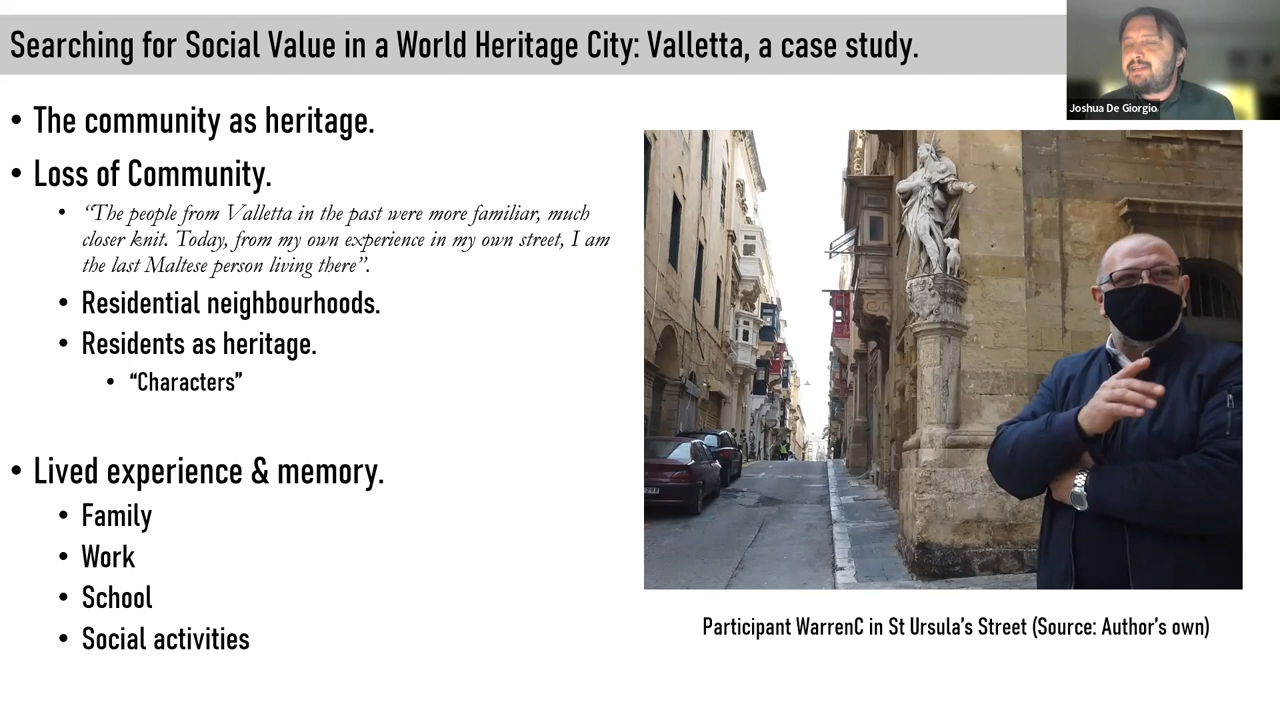 Searching for Social Value in a World Heritage City: Valletta, a case study.
Joshua De Giorgio
• The community as heritage.
• Loss of Community.
• “The people from Valletta in the past were more familiar, much
closer knit. Today, from my own experience in my own street, I am
the last Maltese person living there”.
• Residential neighbourhoods.
• Residents as heritage.
• “Characters”
• Lived experience & memory.
• Family
• Work
• School
• Social activities
Participant WarrenC in St Ursula’s Street (Source: Author’s own)